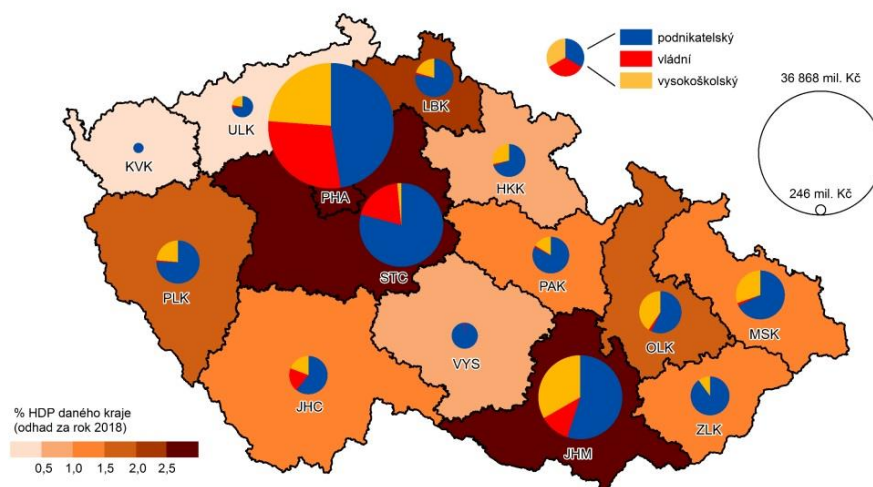 podnikatelský
vládní
vysokoškolský
36 868 mil. Kč
246 mil. Kč
LBK
ULK
KVK
HKK
PHA
STC
PAK
PLK
MSK
OLK
VYS
JHC
ZLK
JHM
% HDP daného kraje
(odhad za rok 2018)
0,5 1,0 1,5 2,0 2,5